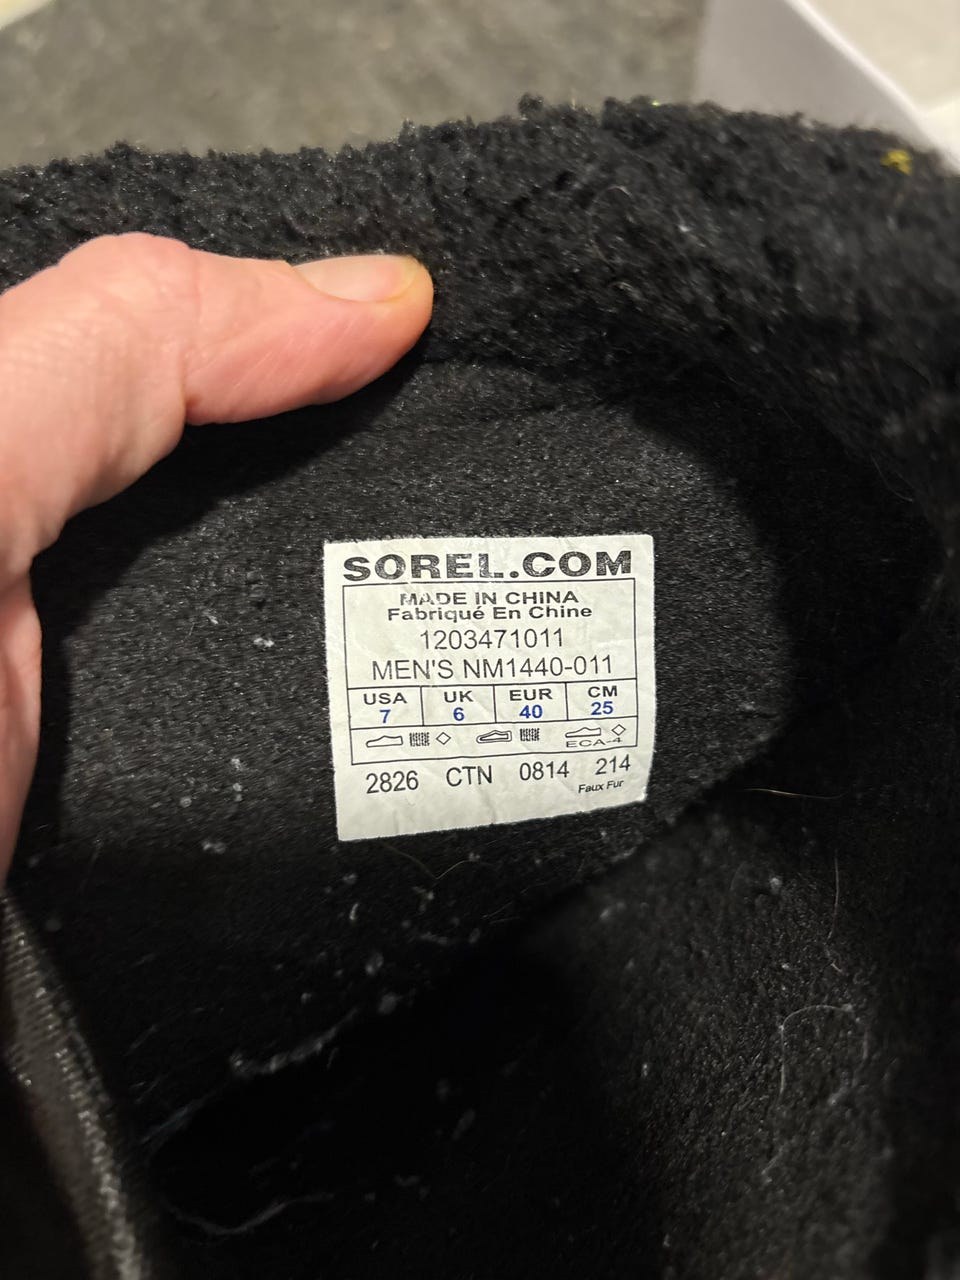 SOREL.COM
MADE IN CHINA
Fabriqué En Chine
1203471011
MEN'S NM1440-011
USA UK EUR CM
7 6 40 25
ECA-4
2826 CTN 0814 214
Faux Fur